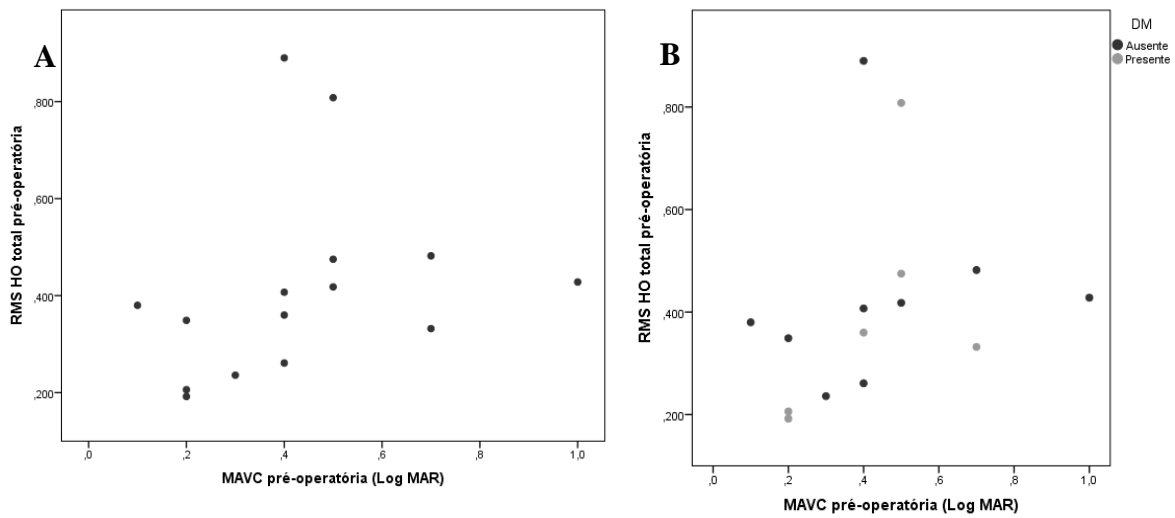 A
,800
,600
,400
,200
,0
,2
,4
,6
,8
1,0
RMS HO total pré-operatória
MAVC pré-operatória (Log MAR)
B
DM
Ausente
Presente
,800
,600
,400
,200
,0
,2
,4
,6
,8
1,0
RMS HO total pré-operatória
MAVC pré-operatória (Log MAR)